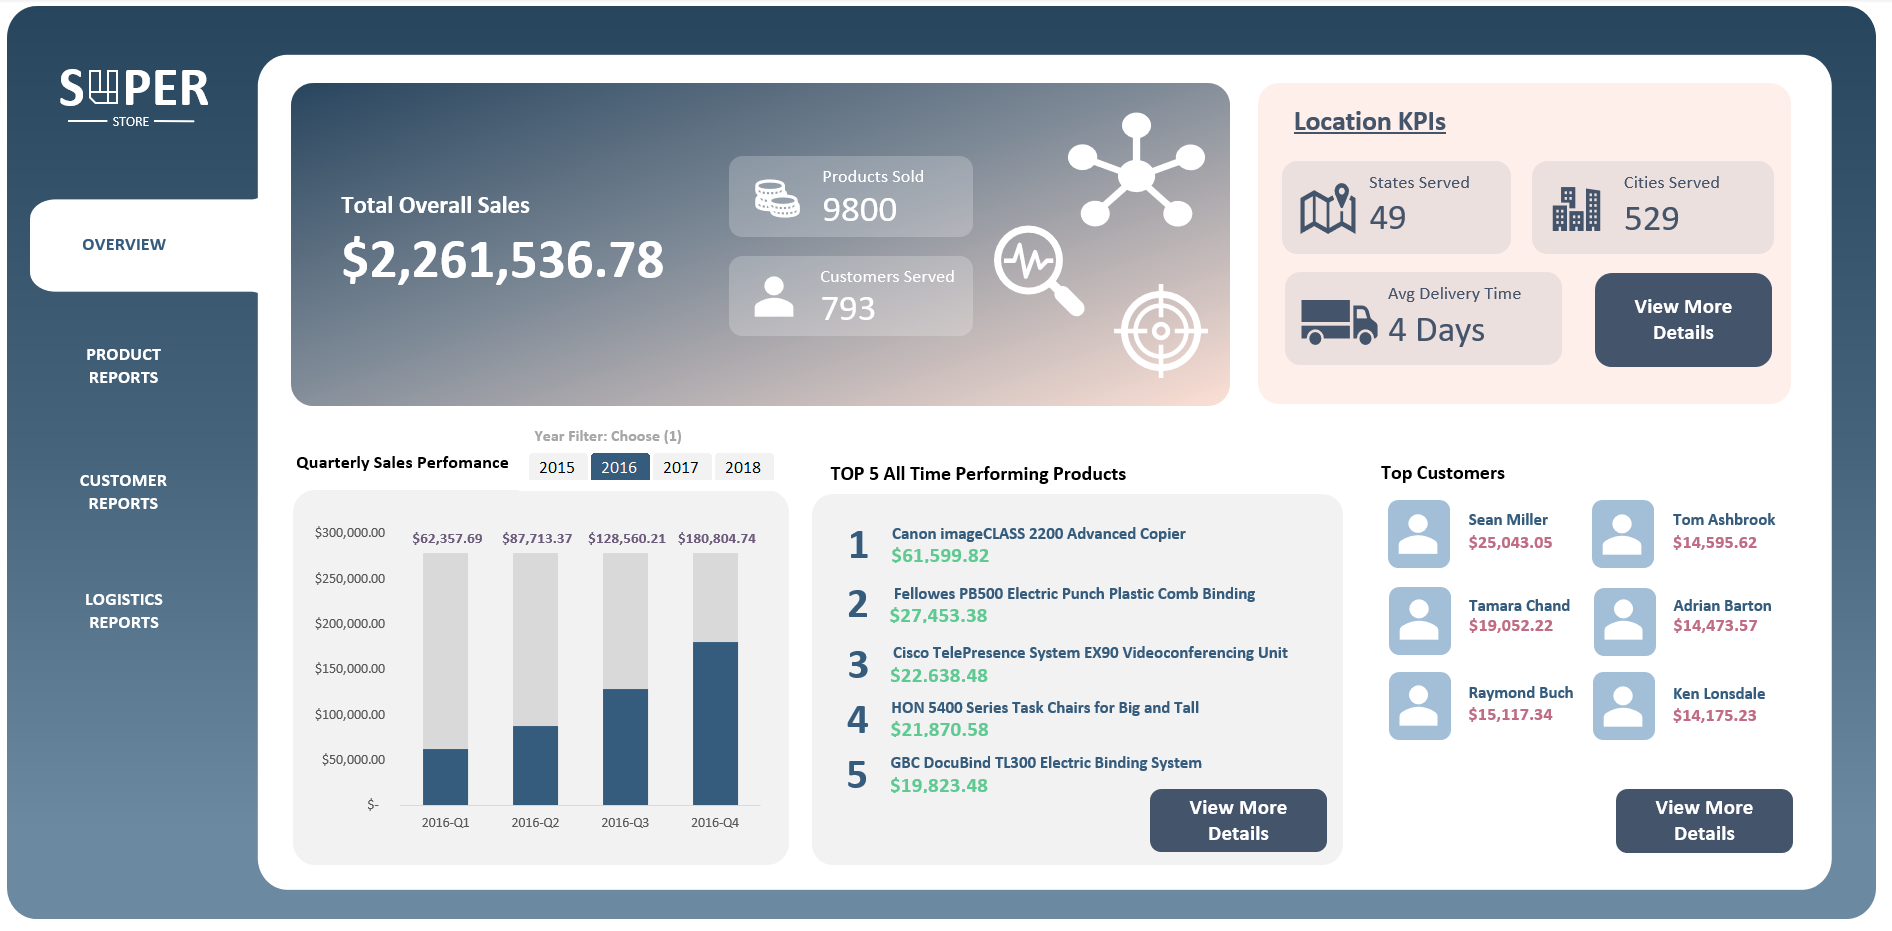 SUPER
STORE
OVERVIEW
PRODUCT
REPORTS
CUSTOMER
REPORTS
LOGISTICS
REPORTS
Total Overall Sales
$2,261,536.78
Products Sold
9800
Customers Served
793
Location KPIs
States Served
49
Cities Served
529
Avg Delivery Time
4 Days
View More
Details
Quarterly Sales Perfomance
Year Filter: Choose (1)
2015 2016 2017 2018
$300,000.00
$250,000.00
$200,000.00
$150,000.00
$100,000.00
$50,000.00
$-
$62,357.69 $87,713.37 $128,560.21 $180,804.74
2016-Q1 2016-Q2 2016-Q3 2016-Q4
TOP 5 All Time Performing Products
1 Canon imageCLASS 2200 Advanced Copier
$61,599.82
2 Fellowes PB500 Electric Punch Plastic Comb Binding
$27,453.38
3 Cisco TelePresence System EX90 Videoconferencing Unit
$22.638.48
4 HON 5400 Series Task Chairs for Big and Tall
$21,870.58
5 GBC DocuBind TL300 Electric Binding System
$19,823.48
View More
Details
Top Customers
Sean Miller
$25,043.05
Tom Ashbrook
$14,595.62
Tamara Chand
$19,052.22
Adrian Barton
$14,473.57
Raymond Buch
$15,117.34
Ken Lonsdale
$14,175.23
View More
Details